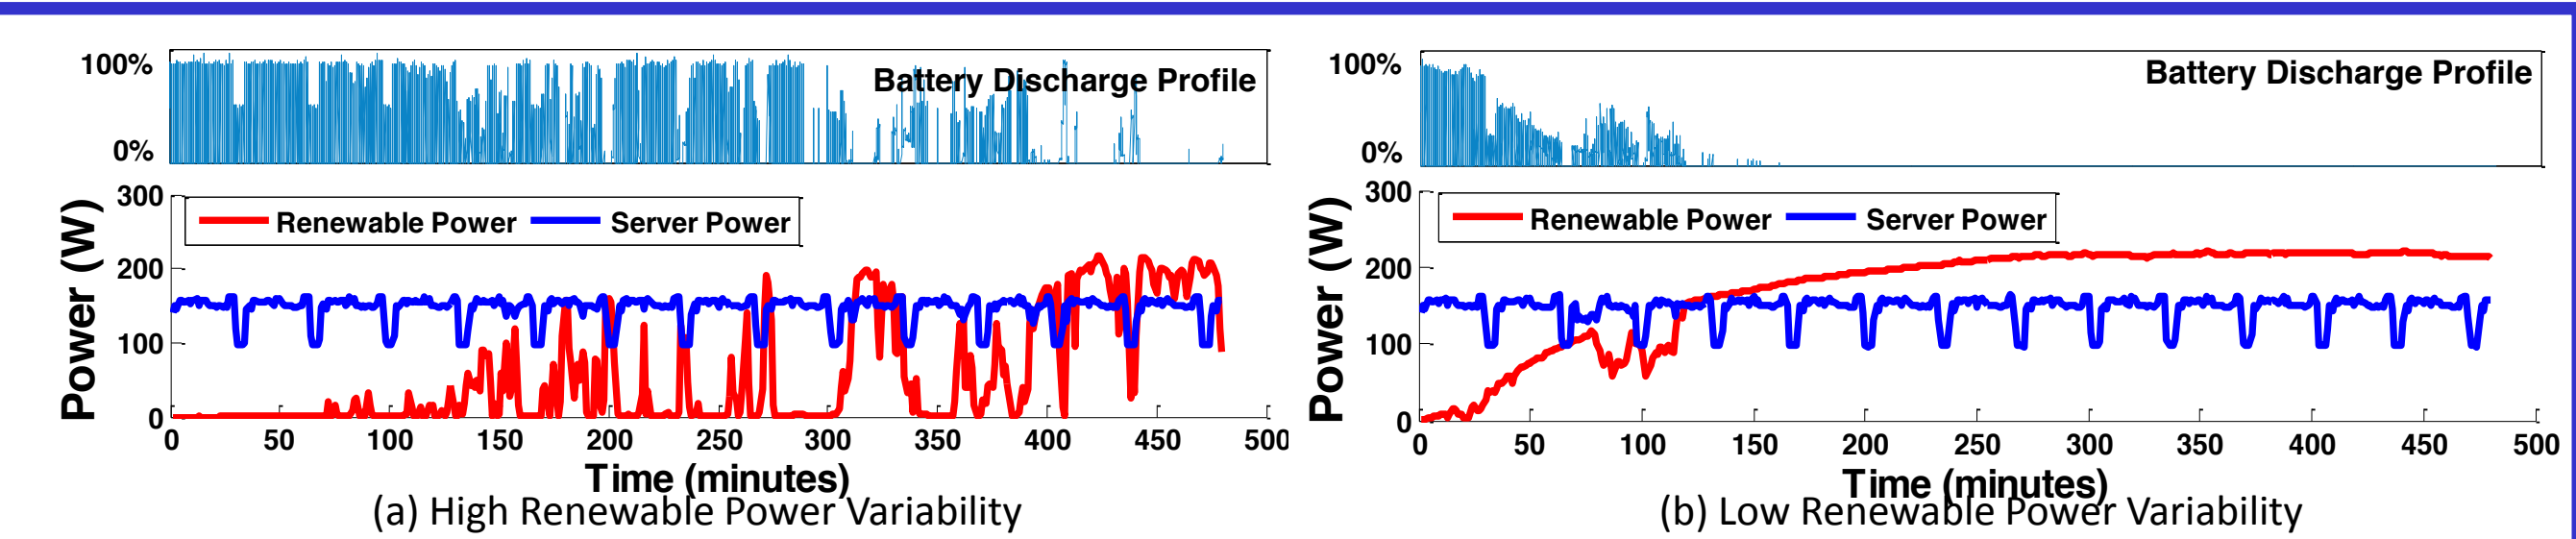 100%
Battery Discharge Profile
0%
300
Renewable Power
Server Power
200
100
0
Power (W)
0 50 100 150 200 250 300 350 400 450 500
Time (minutes)
(a) High Renewable Power Variability
100%
Battery Discharge Profile
0%
300
Renewable Power
Server Power
200
100
0
Power (W)
0 50 100 150 200 250 300 350 400 450 500
Time (minutes)
(b) Low Renewable Power Variability